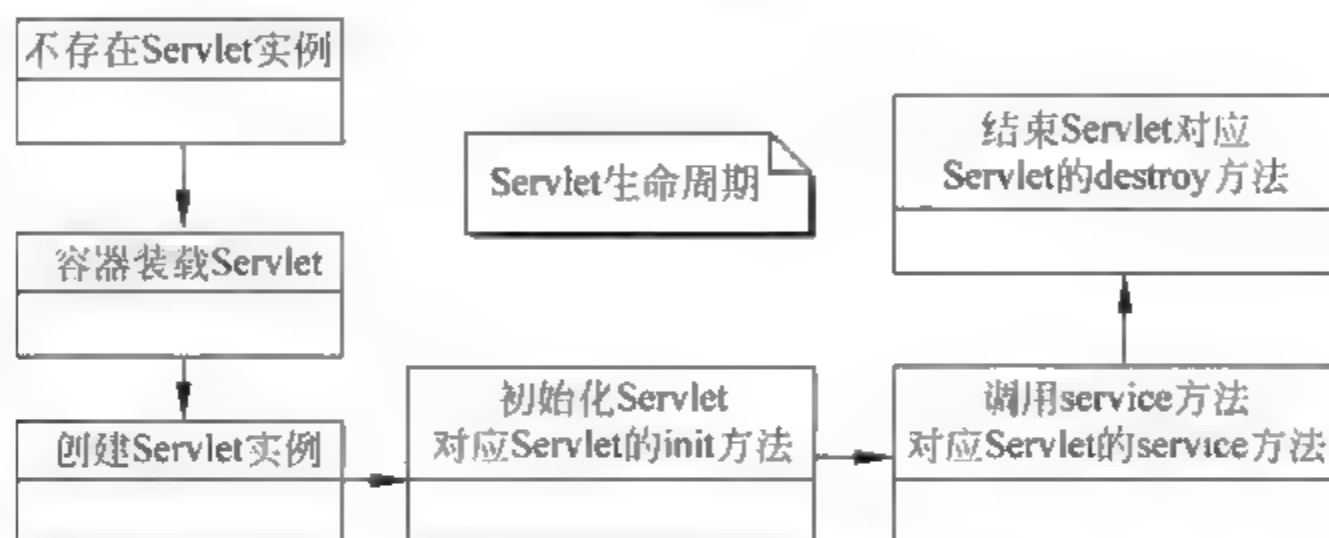 不存在Servlet实例
容器装载Servlet
创建Servlet实例
Servlet生命周期
初始化Servlet
对应Servlet的init方法
调用service方法
对应Servlet的service方法
结束Servlet对应
Servlet的destroy方法